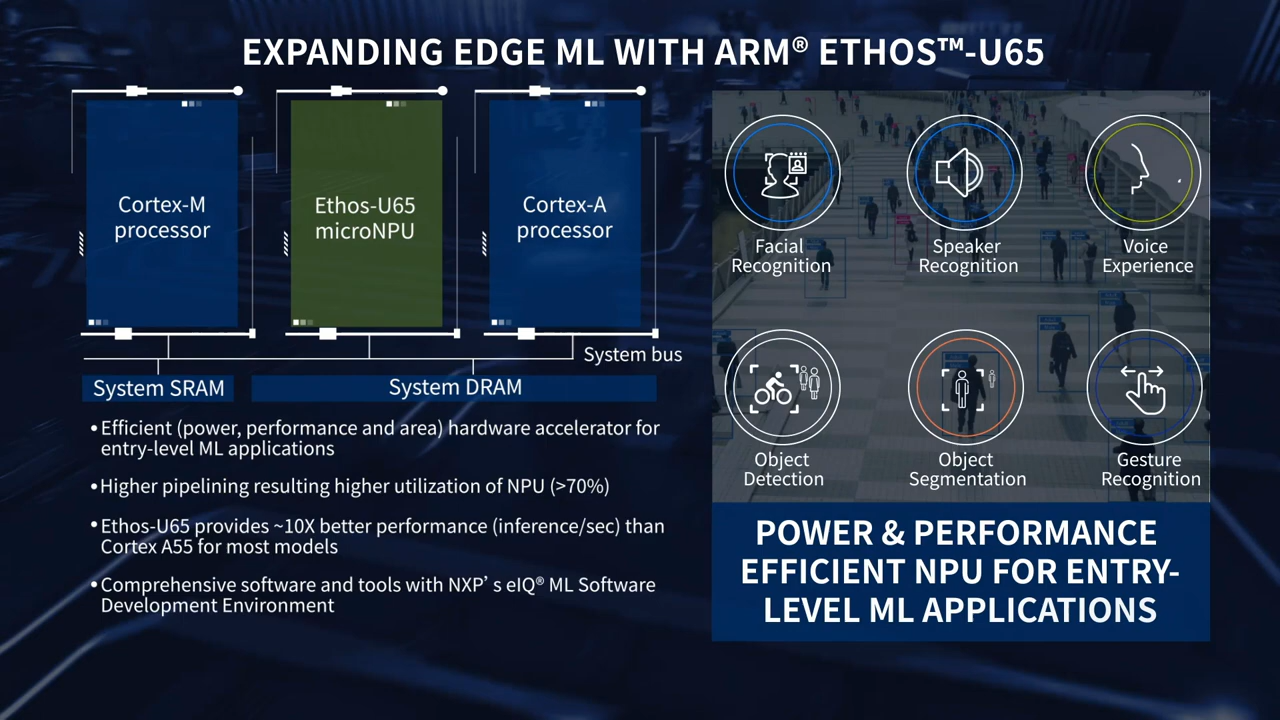 EXPANDING EDGE ML WITH ARM® ETHOS™-U65
Cortex-M
processor
Ethos-U65
microNPU
Cortex-A
processor
System bus
System SRAM
System DRAM
•Efficient (power, performance and area) hardware accelerator for
entry-level ML applications
•Higher pipelining resulting higher utilization of NPU (>70%)
•Ethos-U65 provides ~10X better performance (inference/sec) than
Cortex A55 for most models
•Comprehensive software and tools with NXP’s eIQ® ML Software
Development Environment
Facial
Recognition
Speaker
Recognition
Voice
Experience
Object
Detection
Object
Segmentation
Gesture
Recognition
POWER & PERFORMANCE
EFFICIENT NPU FOR ENTRY-
LEVEL ML APPLICATIONS